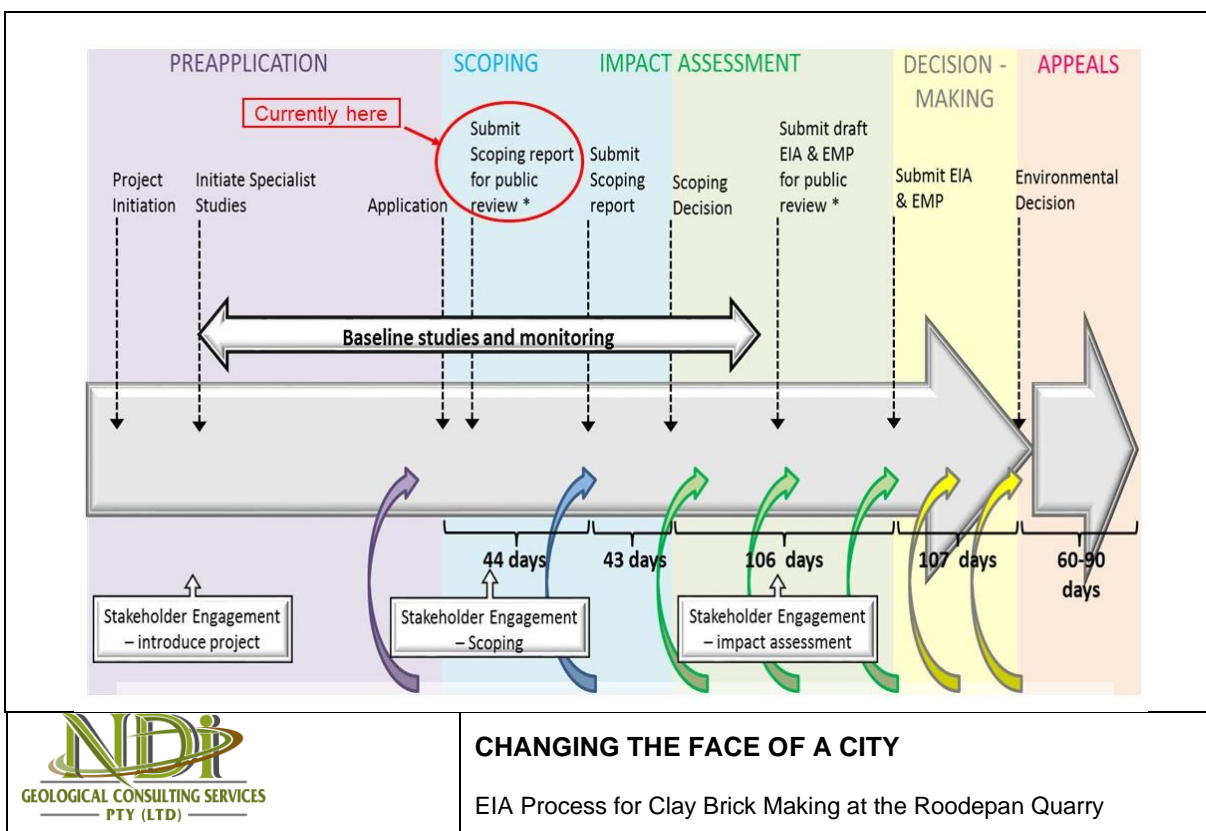 PREAPPLICATION
SCOPING
IMPACT ASSESSMENT
DECISION -
MAKING
APPEALS
Currently here
Project
Initiation
Initiate Specialist
Studies
Application
Submit
Scoping report
for public
review *
Submit
Scoping
report
Scoping
Decision
Submit draft
EIA & EMP
for public
review *
Submit EIA
& EMP
Environmental
Decision
Baseline studies and monitoring
44 days
43 days
106 days
107 days
60-90
days
Stakeholder Engagement
– introduce project
Stakeholder Engagement
– Scoping
Stakeholder Engagement
– impact assessment
NDi
GEOLOGICAL CONSULTING SERVICES
PTY (LTD)
CHANGING THE FACE OF A CITY
EIA Process for Clay Brick Making at the Roodepan Quarry